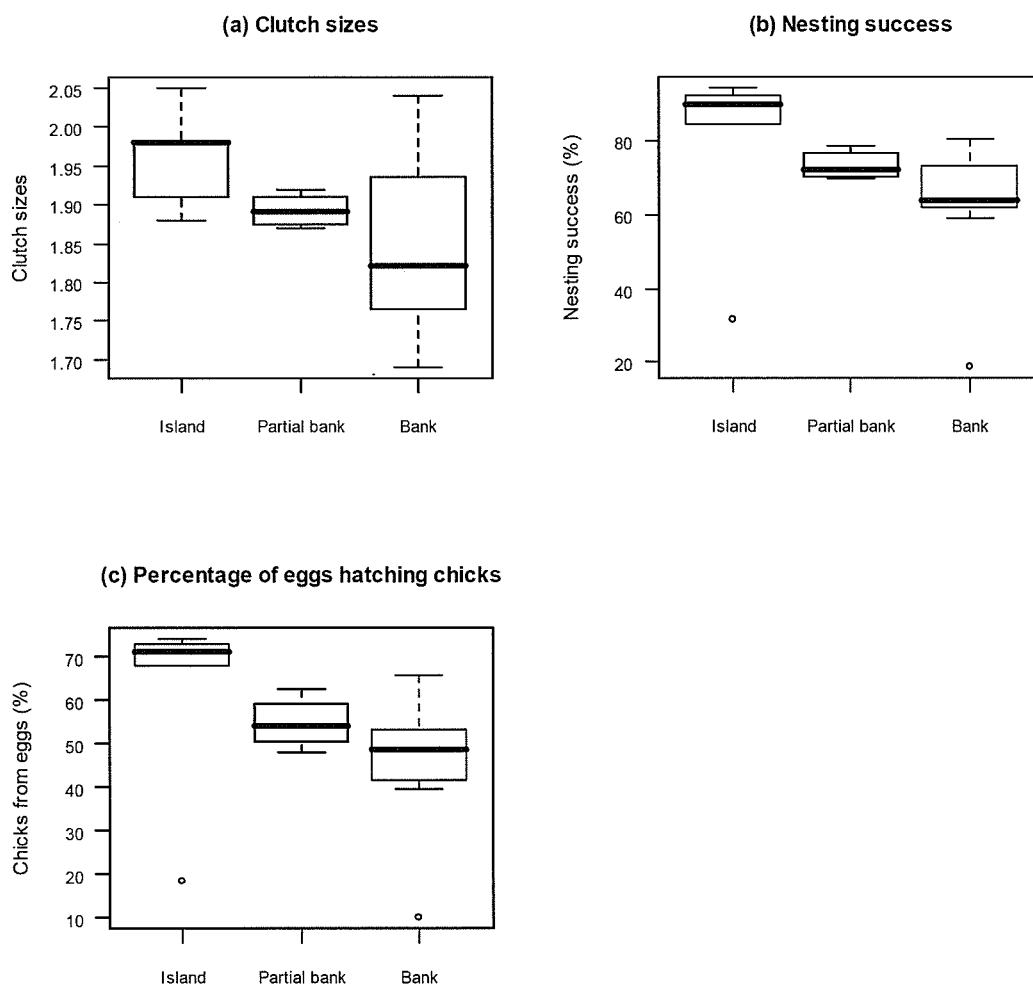 (a) Clutch sizes
Clutch sizes
2.05
2.00
1.95
1.90
1.85
1.80
1.75
1.70
Island Partial bank Bank
(b) Nesting success
Nesting success (%)
80
60
40
20
Island Partial bank Bank
(c) Percentage of eggs hatching chicks
Chicks from eggs (%)
70
60
50
40
30
20
10
Island Partial bank Bank